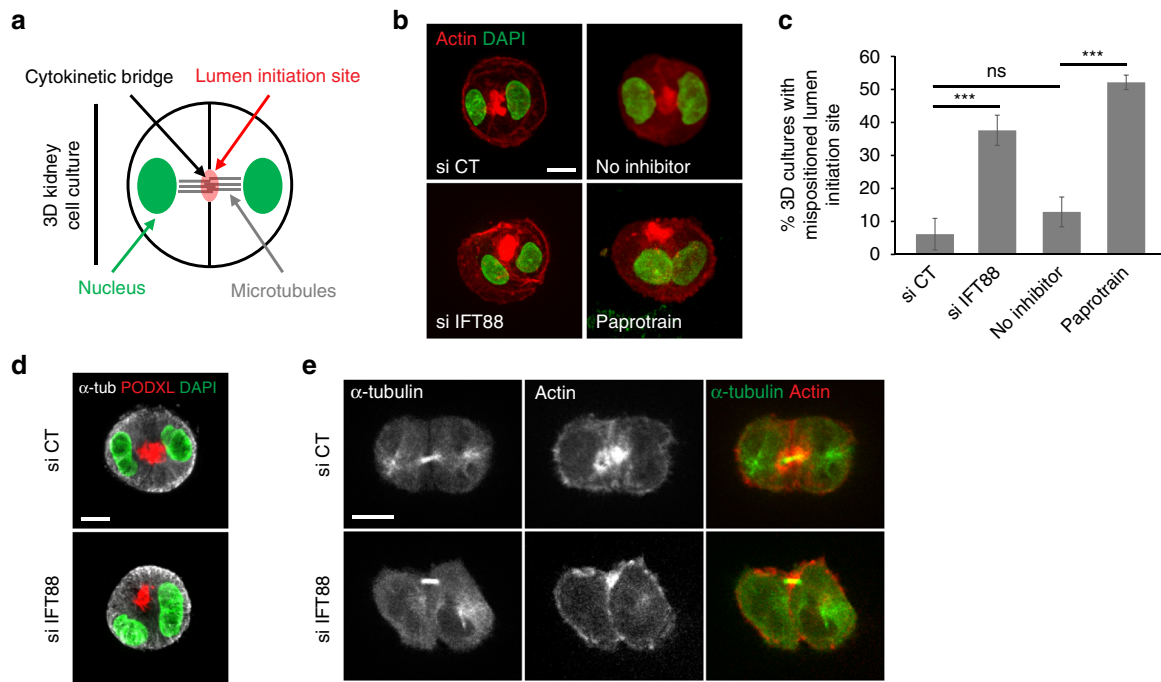 a
Cytokinetic bridge
Lumen initiation site
3D kidney
cell culture
Nucleus
Microtubules
b
Actin DAPI
si CT
No inhibitor
si IFT88
Paprotrain
c
% 3D cultures with
mispositioned lumen
initiation site
60
50
40
30
20
10
0
ns
***
***
si CT
si IFT88
No inhibitor
Paprotrain
d
α-tub PODXL DAPI
si CT
si IFT88
e
α-tubulin
Actin
α-tubulin Actin
si CT
si IFT88